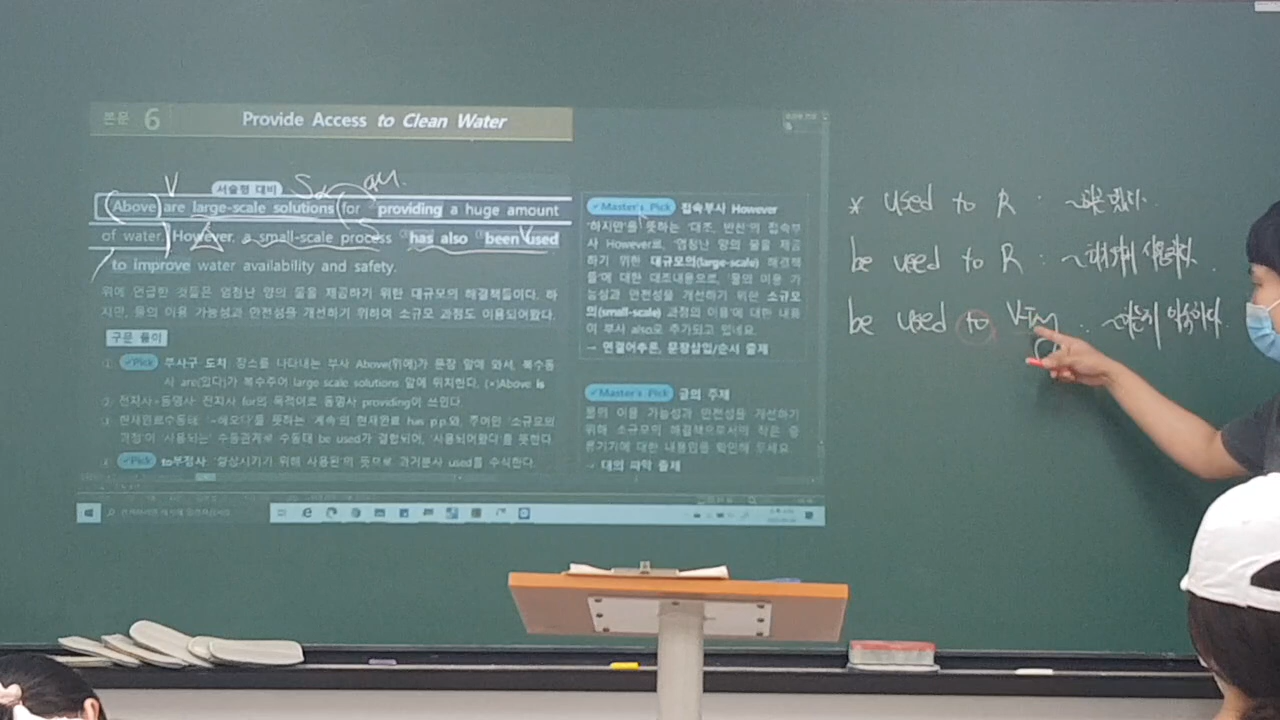 본문 6 Provide Access to Clean Water
서술형 대비
V
Above are large-scale solutions for providing a huge amount
of water. However, a small-scale process has also been used
to improve water availability and safety.
위에 언급한 것들은 엄청난 양의 물을 제공하기 위한 대규모의 해결책들이다. 하
지만, 물의 이용 가능성과 안전성을 개선하기 위하여 소규모 과정도 이용되어왔다.
구문 풀이
① Pick 부사구 도치 장소를 나타내는 부사 Above(위에)가 문장 앞에 와서, 복수동
사 are(있다)가 복수주어 large scale solutions 앞에 위치한다. (×)Above is
② 전치사+동명사 전치사 for의 목적어로 동명사 providing이 쓰인다.
③ 현재완료수동태 '~해오다'를 뜻하는 '계속'의 현재완료 has p.p.와, 주어인 '소규모의
과정'이 '사용되는' 수동관계로 수동태 be used가 결합되어, '사용되어왔다'를 뜻한다.
④ Pick to부정사 '향상시키기 위해 사용된'의 뜻으로 과거분사 used를 수식한다.
Master's Pick 접속부사 However
'하지만'을 뜻하는 '대조, 반전'의 접속부
사 However로, '엄청난 양의 물을 제공
하기 위한 대규모의(large-scale) 해결책
들'에 대한 대조내용으로, '물의 이용 가
능성과 안전성을 개선하기 위한 소규모
의(small-scale) 과정의 이용'에 대한 내용
이 부사 also로 추가되고 있네요.
→ 연결어추론, 문장삽입/순서 출제
Master's Pick 글의 주제
물의 이용 가능성과 안전성을 개선하기
위해 소규모의 해결책으로서의 작은 증
류기기에 대한 내용임을 확인해 두세요.
→ 대의 파악 출제
* used to R :
be used to R : ~하기위해 사용되다.
be used to V-ing : ~하는데 익숙하다.